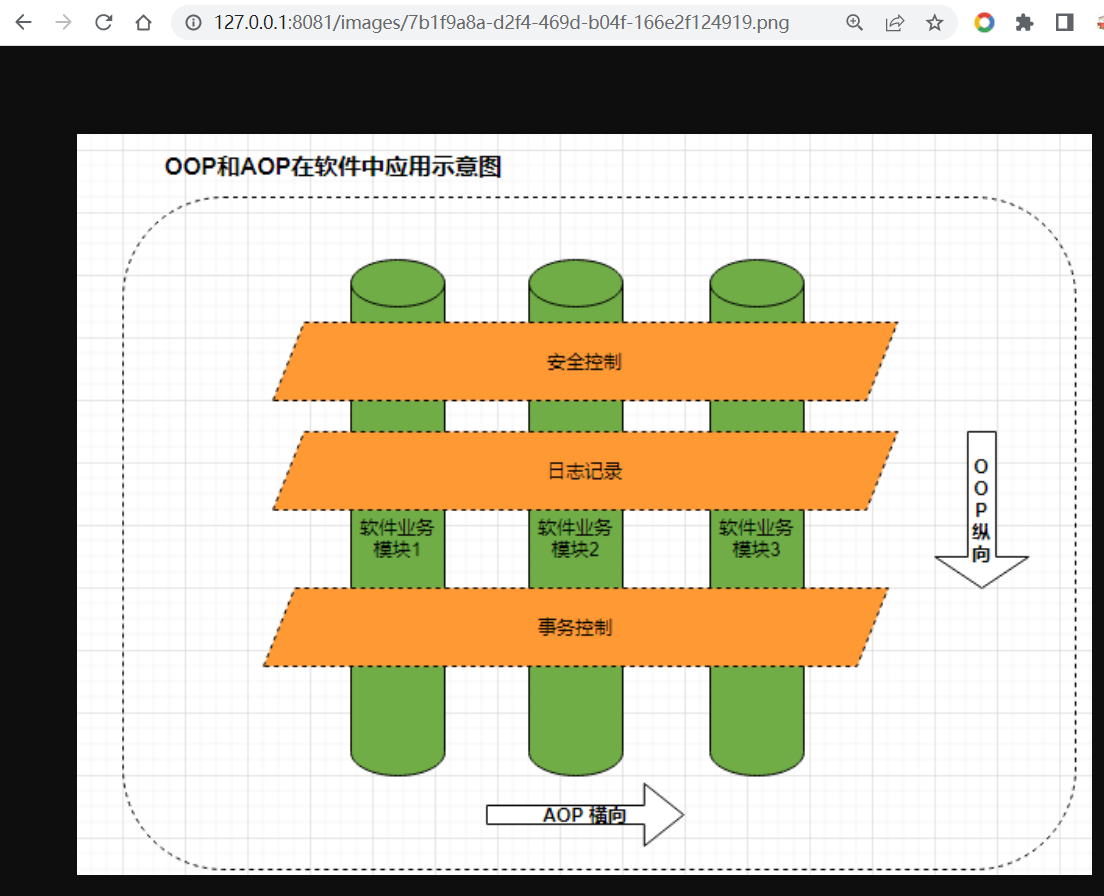 127.0.0.1:8081/images/7b1f9a8a-d2f4-469d-b04f-166e2f124919.png
OOP和AOP在软件中应用示意图
安全控制
日志记录
软件业务
模块1
软件业务
模块2
软件业务
模块3
O
O
P
纵
向
事务控制
AOP 横向